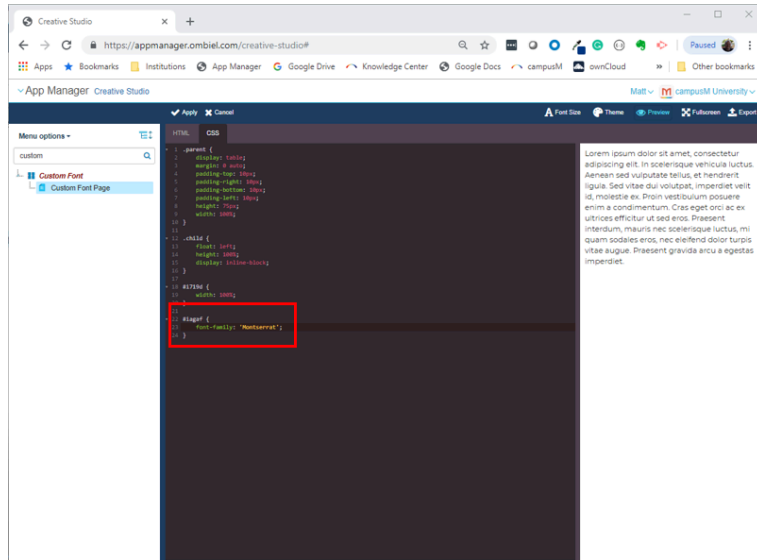 Creative Studio
https://appmanager.ombiel.com/creative-studio#
Paused
Apps Bookmarks Institutions App Manager Google Drive Knowledge Center Google Docs campusM ownCloud » Other bookmarks
App Manager Creative Studio
Matt campusM University
Apply Cancel
Font Size Theme Preview Fullscreen Export
Menu options
custom
Custom Font
Custom Font Page
HTML CSS
1 .parent {
2 display: table;
3 margin: 0 auto;
4 padding-top: 10px;
5 padding-right: 10px;
6 padding-bottom: 10px;
7 padding-left: 10px;
8 height: 75px;
9 width: 100%;
10 }
11
12 .child {
13 float: left;
14 height: 100%;
15 display: inline-block;
16 }
17
18 #i719d {
19 width: 100%;
20 }
21
22 #iagof {
23 font-family: 'Montserrat';
24 }
Lorem ipsum dolor sit amet, consectetur
adipiscing elit. In scelerisque vehicula luctus.
Aenean sed vulputate tellus, et hendrerit
ligula. Sed vitae dui volutpat, imperdiet velit
id, molestie ex. Proin vestibulum posuere
enim a condimentum. Cras eget orci ac ex
ultrices efficitur ut sed eros. Praesent
interdum, mauris nec scelerisque luctus, mi
quam sodales eros, nec eleifend dolor turpis
vitae augue. Praesent gravida arcu a egestas
imperdiet.